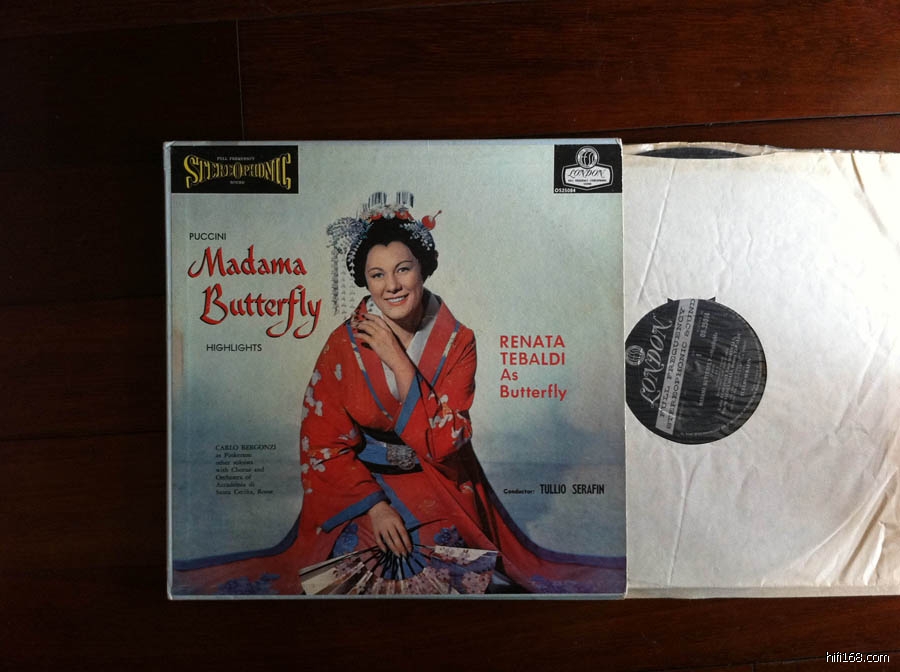 FULL FREQUENCY
STEREOPHONIC
SOUND
LONDON
OS25084
PUCCINI
Madama
Butterfly
HIGHLIGHTS
RENATA
TEBALDI
As
Butterfly
CARLO BERGONZI
as Pinkerton
other soloists
with Chorus and
Orchestra of
Accademia di
Santa Cecilia, Rome
Conductor: TULLIO SERAFIN
LONDON
FULL FREQUENCY
STEREOPHONIC SOUND
hifi168.com